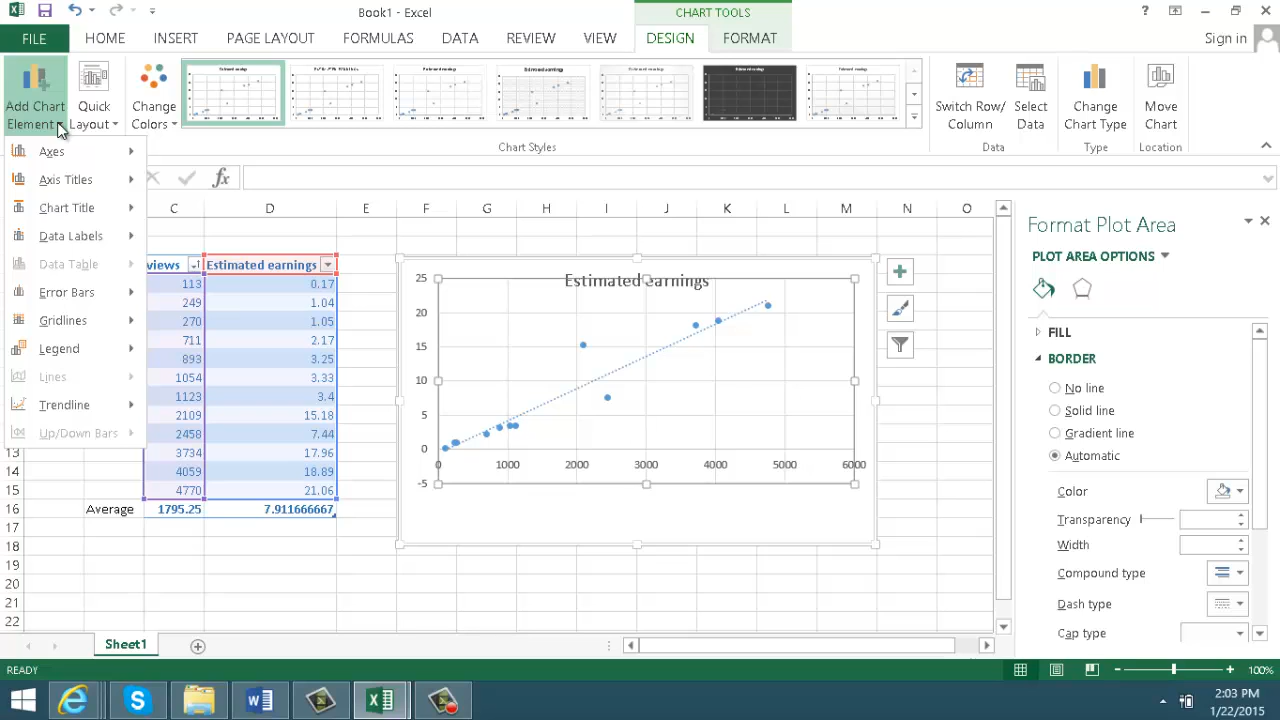 Book1 - Excel
CHART TOOLS
?
FILE HOME INSERT PAGE LAYOUT FORMULAS DATA REVIEW VIEW DESIGN FORMAT Sign in
Add Chart Element
Quick Layout
Change Colors
Switch Row/ Column
Select Data
Change Chart Type
Move Chart
Chart Styles
Data
Type
Location
Axes
Axis Titles
Chart Title
Data Labels
Data Table
Error Bars
Gridlines
Legend
Lines
Trendline
Up/Down Bars
fx
C D E F G H I J K L M N O
views Estimated earnings
113 0.17
249 1.04
270 1.05
711 2.17
893 3.25
1054 3.33
1123 3.4
2109 15.18
2458 7.44
13 3734 17.96
14 4059 18.89
15 4770 21.06
16 Average 1795.25 7.911666667
17
18
19
20
21
22
Estimated earnings
25
20
15
10
5
0
-5
0 1000 2000 3000 4000 5000 6000
Format Plot Area
PLOT AREA OPTIONS
FILL
BORDER
No line
Solid line
Gradient line
Automatic
Color
Transparency
Width
Compound type
Dash type
Cap type
Sheet1
READY
100%
2:03 PM
1/22/2015